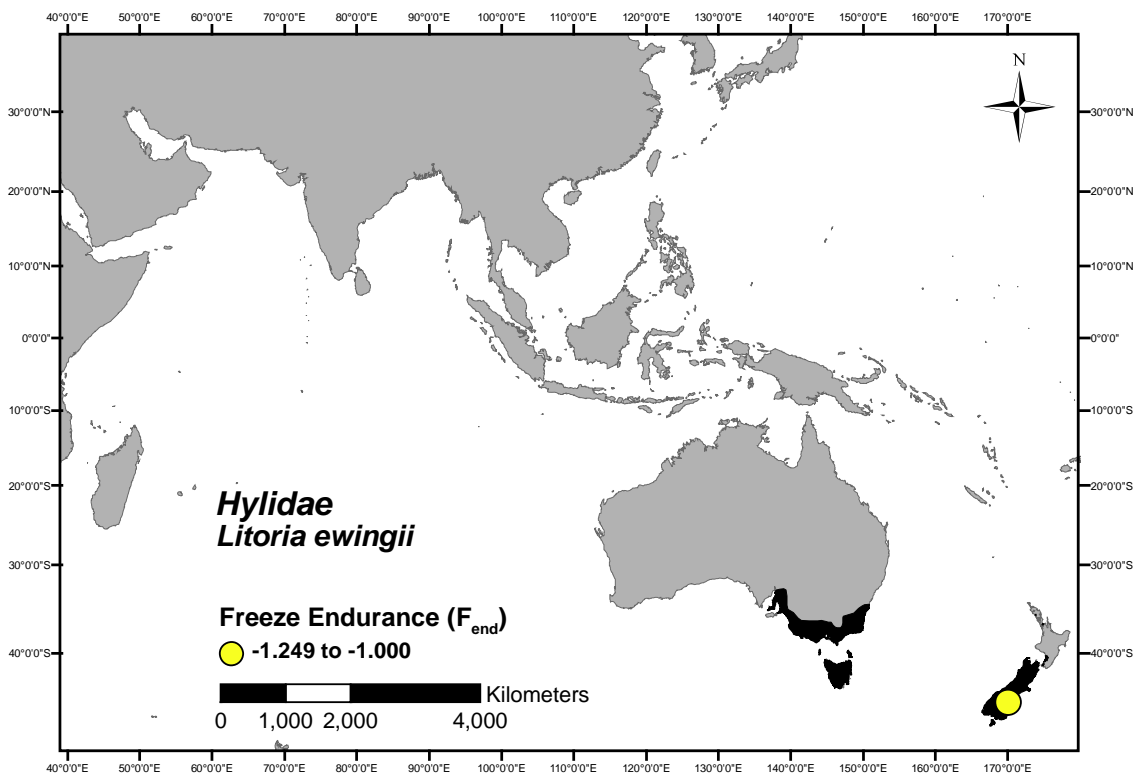 40°0'0"E 50°0'0"E 60°0'0"E 70°0'0"E 80°0'0"E 90°0'0"E 100°0'0"E 110°0'0"E 120°0'0"E 130°0'0"E 140°0'0"E 150°0'0"E 160°0'0"E 170°0'0"E
N
30°0'0"N 30°0'0"N
20°0'0"N 20°0'0"N
10°0'0"N 10°0'0"N
0°0'0" 0°0'0"
10°0'0"S 10°0'0"S
20°0'0"S 20°0'0"S
Hylidae
Litoria ewingii
30°0'0"S 30°0'0"S
Freeze Endurance (Fend)
-1.249 to -1.000
40°0'0"S 40°0'0"S
Kilometers
0 1,000 2,000 4,000
40°0'0"E 50°0'0"E 60°0'0"E 70°0'0"E 80°0'0"E 90°0'0"E 100°0'0"E 110°0'0"E 120°0'0"E 130°0'0"E 140°0'0"E 150°0'0"E 160°0'0"E 170°0'0"E